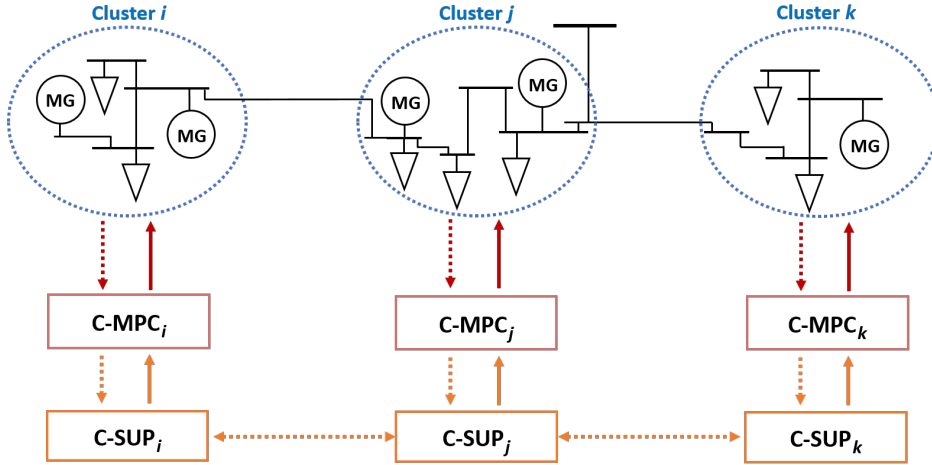 Cluster i
Cluster j
Cluster k
MG
MG
MG
MG
MG
C-MPCi
C-MPCj
C-MPCk
C-SUPi
C-SUPj
C-SUPk